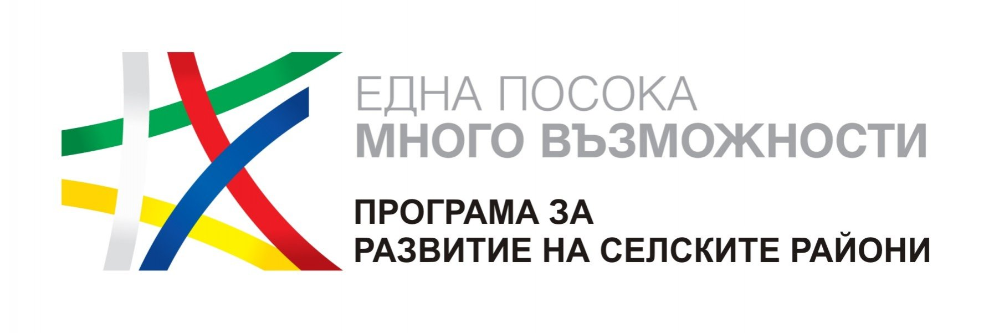 ЕДНА ПОСОКА
МНОГО ВЪЗМОЖНОСТИ
ПРОГРАМА ЗА
РАЗВИТИЕ НА СЕЛСКИТЕ РАЙОНИ